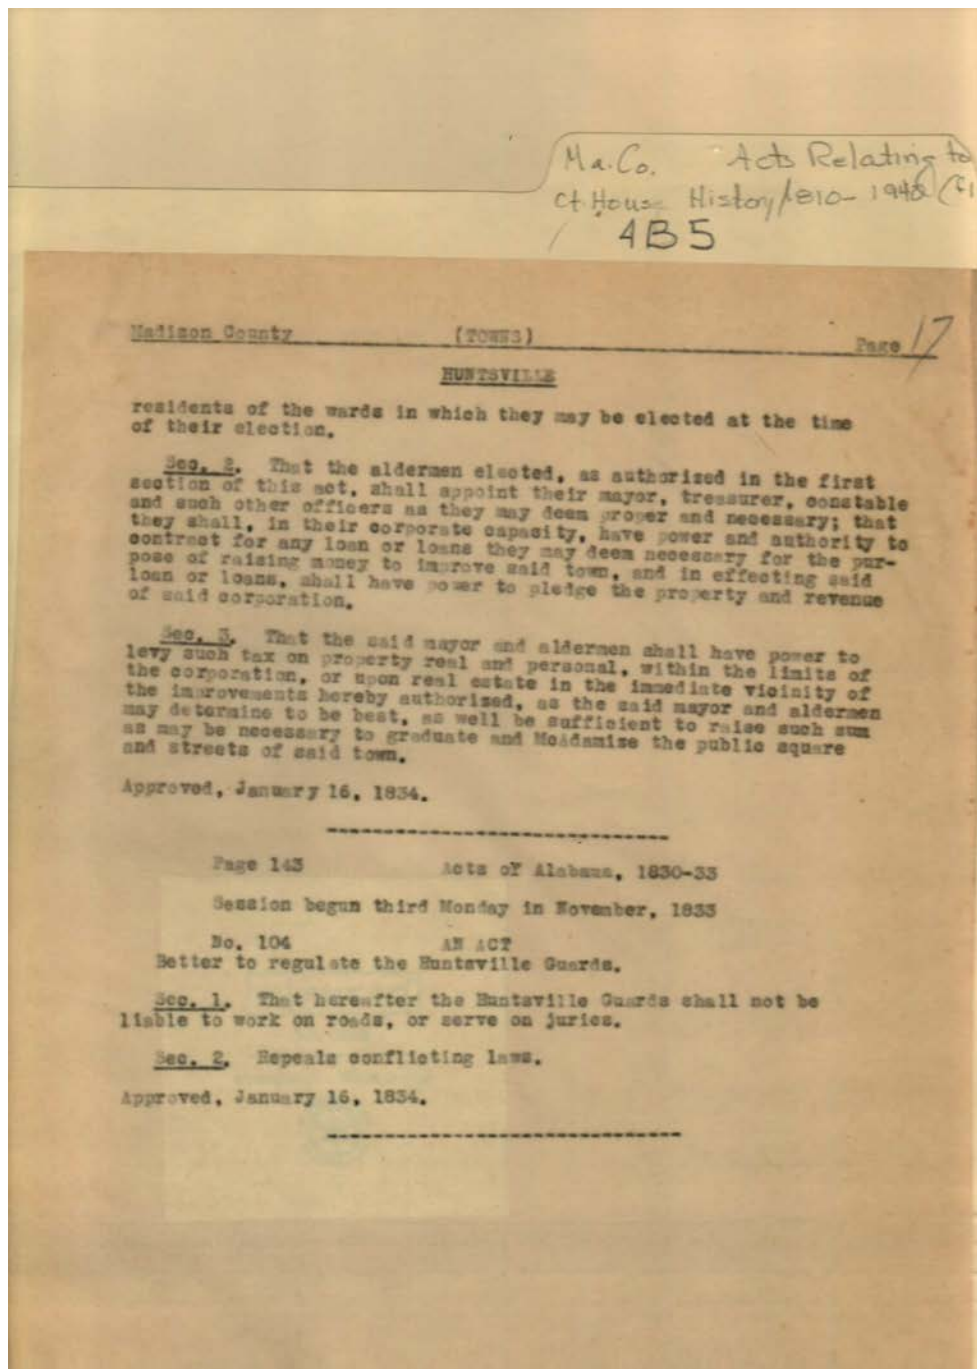 Ma.Co. Acts Relating to
Ct. House History 1810-1948
4B5
Madison County (TOWNS) Page 17
HUNTSVILLE
residents of the wards in which they may be elected at the time
of their election.
Sec. 2. That the aldermen elected, as authorized in the first
section of this act, shall appoint their mayor, treasurer, constable
and such other officers as they may deem proper and necessary; that
they shall, in their corporate capacity, have power and authority to
contract for any loan or loans they may deem necessary for the pur-
pose of raising money to improve said town, and in effecting said
loan or loans, shall have power to pledge the property and revenue
of said corporation.
Sec. 3. That the said mayor and aldermen shall have power to
levy such tax on property real and personal, within the limits of
the corporation, or upon real estate in the immediate vicinity of
the improvements hereby authorized, as the said mayor and aldermen
may determine to be best, as well be sufficient to raise such sum
as may be necessary to graduate and McAdamise the public square
and streets of said town.
Approved, January 16, 1834.
Page 143 Acts of Alabama, 1830-33
Session begun third Monday in November, 1833
No. 104 AN ACT
Better to regulate the Huntsville Guards.
Sec. 1. That hereafter the Huntsville Guards shall not be
liable to work on roads, or serve on juries.
Sec. 2. Repeals conflicting laws.
Approved, January 16, 1834.